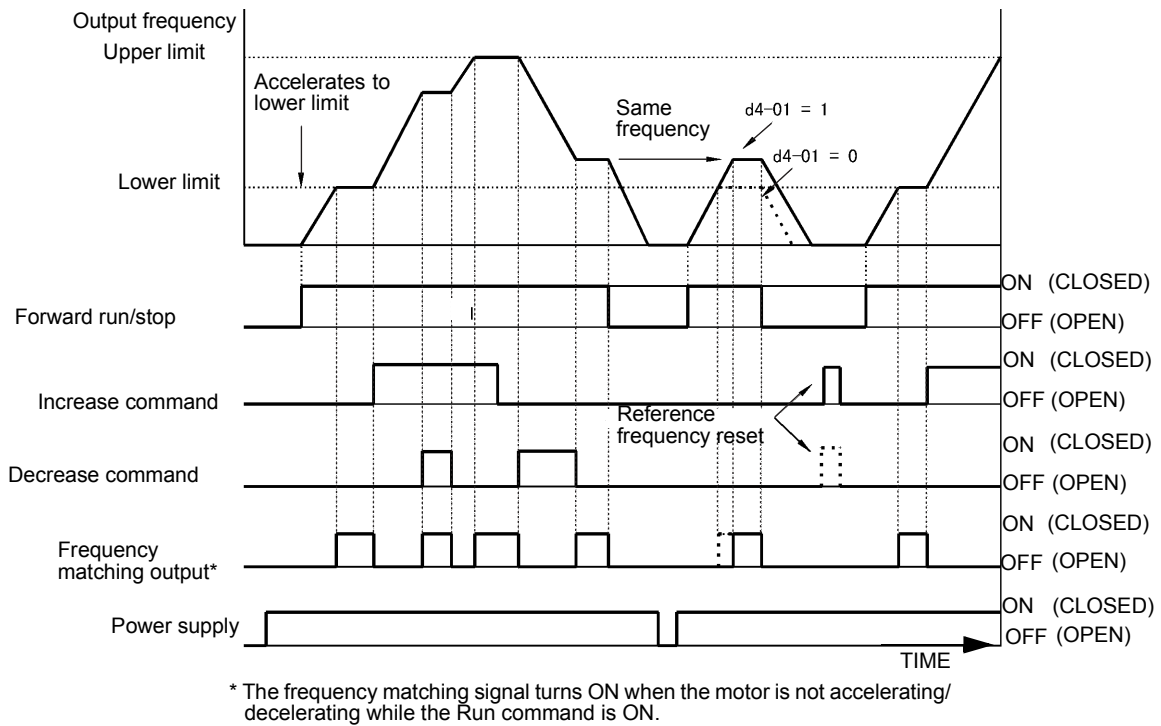 Output frequency
Upper limit
Accelerates to
lower limit
Same
frequency
d4-01 = 1
d4-01 = 0
Lower limit
ON (CLOSED)
Forward run/stop
OFF (OPEN)
ON (CLOSED)
Increase command
OFF (OPEN)
Reference
frequency reset
ON (CLOSED)
Decrease command
OFF (OPEN)
ON (CLOSED)
Frequency
matching output*
OFF (OPEN)
ON (CLOSED)
Power supply
OFF (OPEN)
TIME
* The frequency matching signal turns ON when the motor is not accelerating/
decelerating while the Run command is ON.